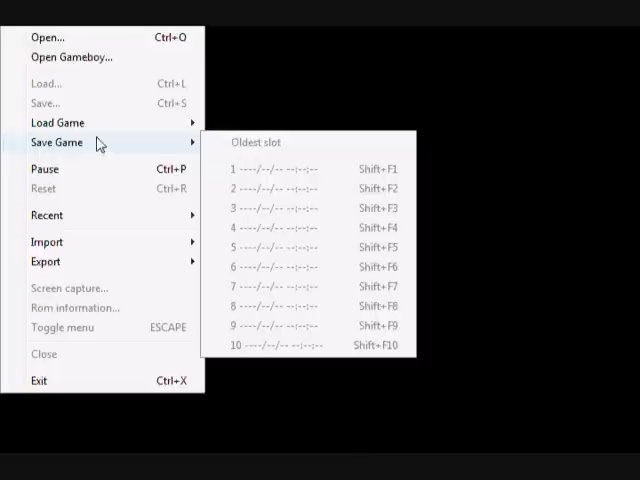 Open... Ctrl+O
Open Gameboy...
Load... Ctrl+L
Save... Ctrl+S
Load Game
Save Game
Pause Ctrl+P
Reset Ctrl+R
Recent
Import
Export
Screen capture...
Rom information...
Toggle menu ESCAPE
Close
Exit Ctrl+X
Oldest slot
1 ----/--/-- --:--:-- Shift+F1
2 ----/--/-- --:--:-- Shift+F2
3 ----/--/-- --:--:-- Shift+F3
4 ----/--/-- --:--:-- Shift+F4
5 ----/--/-- --:--:-- Shift+F5
6 ----/--/-- --:--:-- Shift+F6
7 ----/--/-- --:--:-- Shift+F7
8 ----/--/-- --:--:-- Shift+F8
9 ----/--/-- --:--:-- Shift+F9
10 ----/--/-- --:--:-- Shift+F10